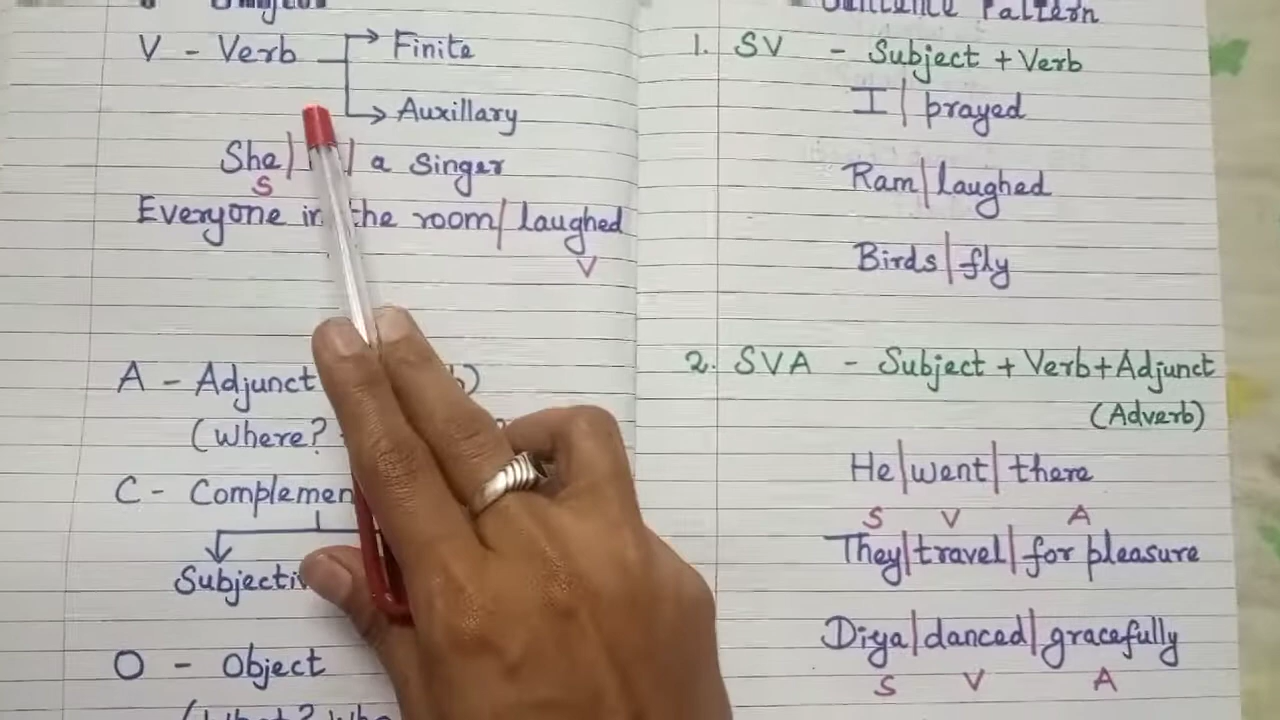 V - Verb
Finite
Auxillary
She | | a Singer
S
Everyone in the room | laughed
V
A - Adjunct
(Where?
C -
Subjecti
O - Object
Pattern
1. SV - Subject + Verb
I | prayed
Ram | laughed
Birds | fly
2. SVA - Subject + Verb + Adjunct
(Adverb)
He | went | there
S V A
They | travel | for pleasure
Diya | danced | gracefully
S V A